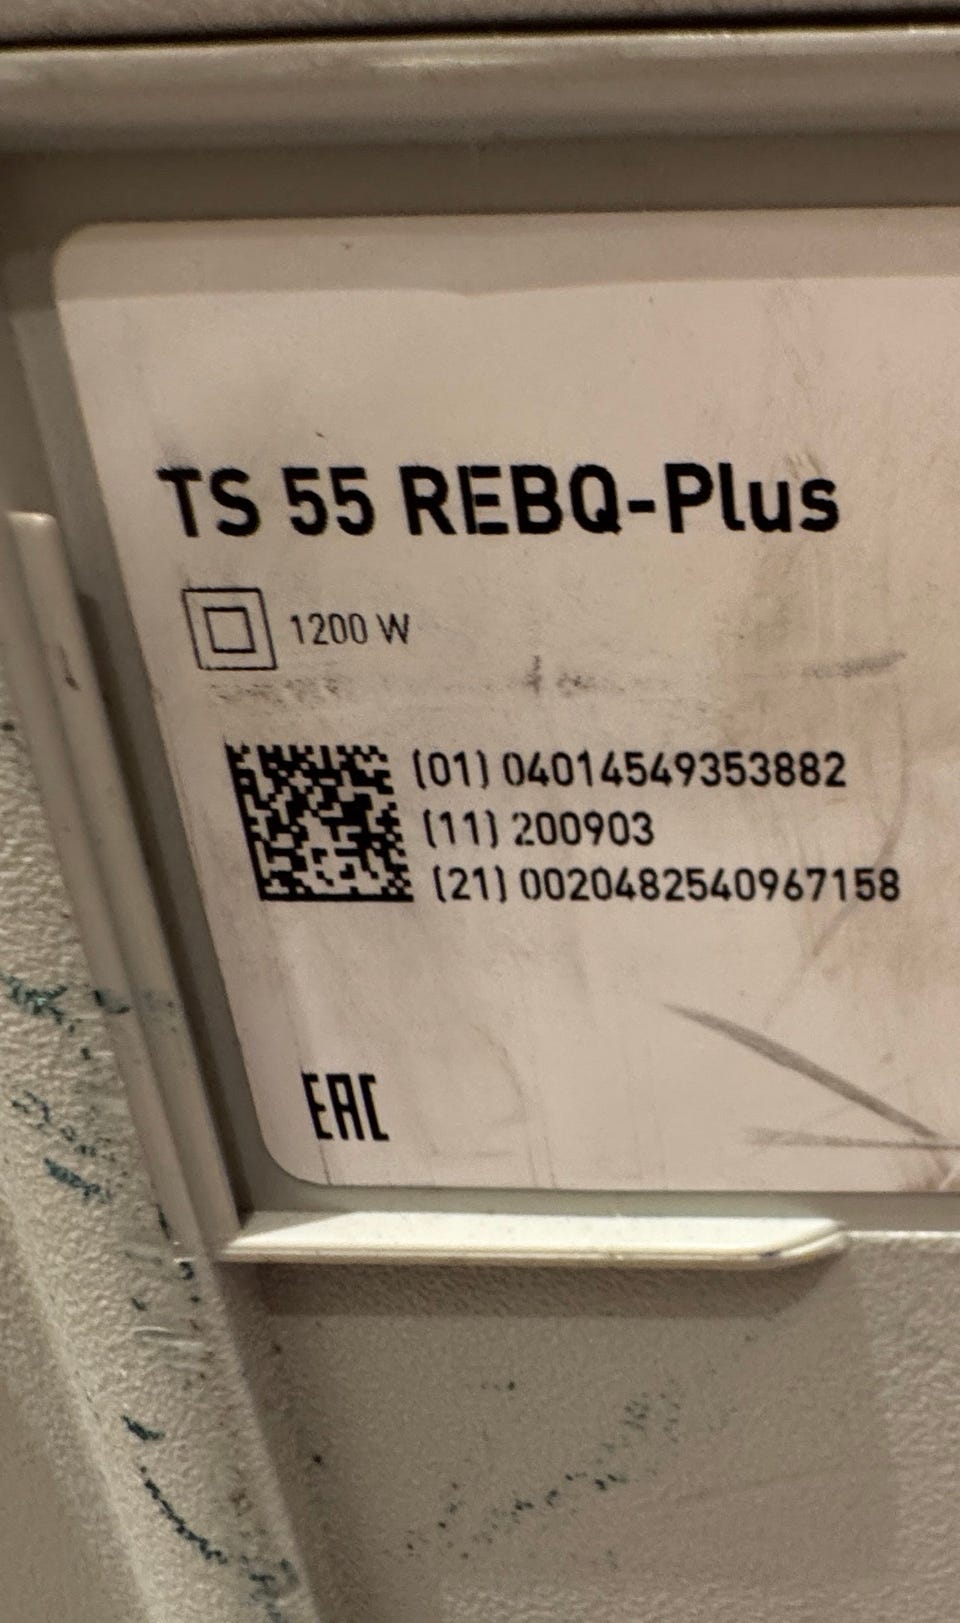 TS 55 REBQ-Plus
1200 W
(01) 04014549353882
(11) 200903
(21) 0020482540967158
EAC